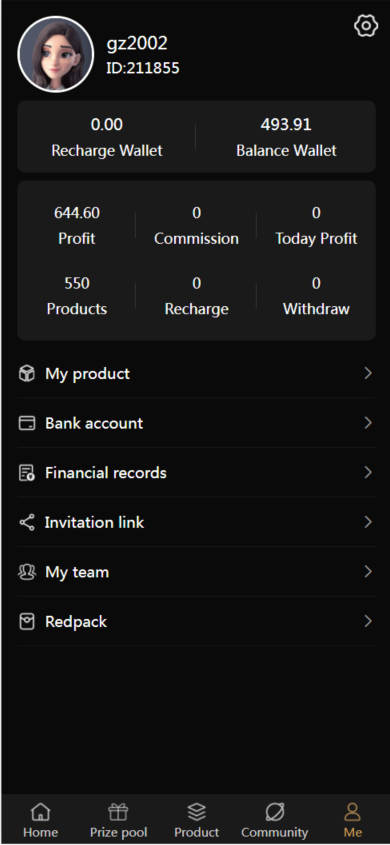 gz2002
ID:211855
0.00
Recharge Wallet
493.91
Balance Wallet
644.60
Profit
0
Commission
0
Today Profit
550
Products
0
Recharge
0
Withdraw
My product
Bank account
Financial records
Invitation link
My team
Redpack
Home
Prize pool
Product
Community
Me